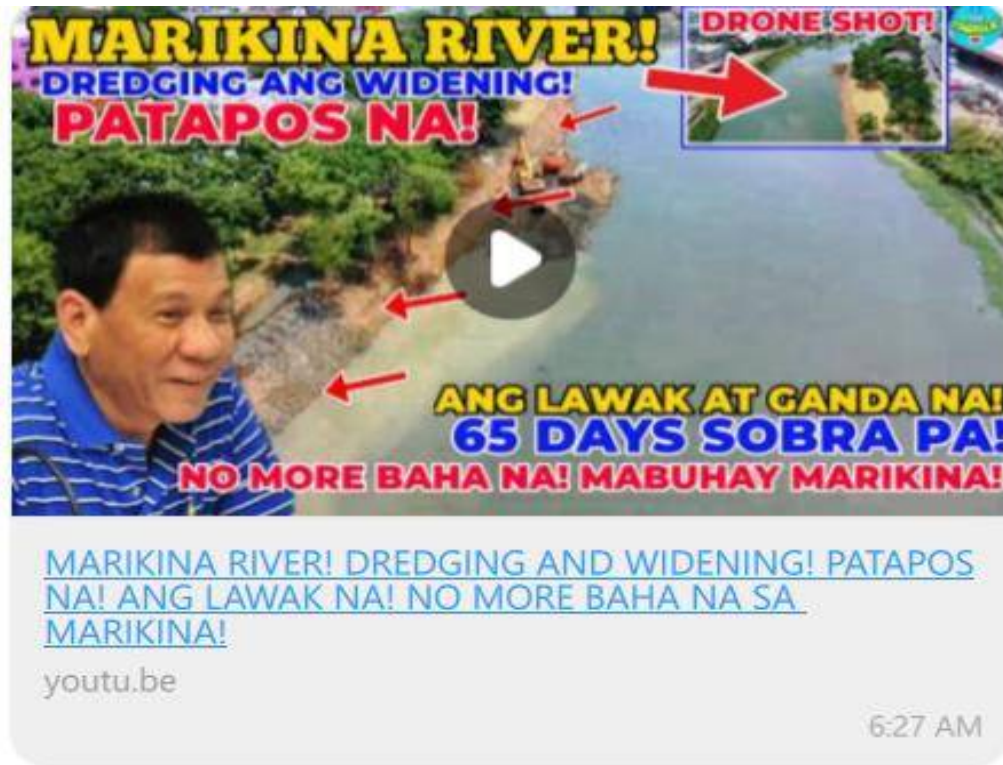 MARIKINA RIVER!
DRONE SHOT!
DREDGING ANG WIDENING!
PATAPOS NA!
ANG LAWAK AT GANDA NA!
65 DAYS SOBRA PA!
NO MORE BAHA NA! MABUHAY MARIKINA!
MARIKINA RIVER! DREDGING AND WIDENING! PATAPOS
NA! ANG LAWAK NA! NO MORE BAHA NA SA
MARIKINA!
youtu.be
6:27 AM